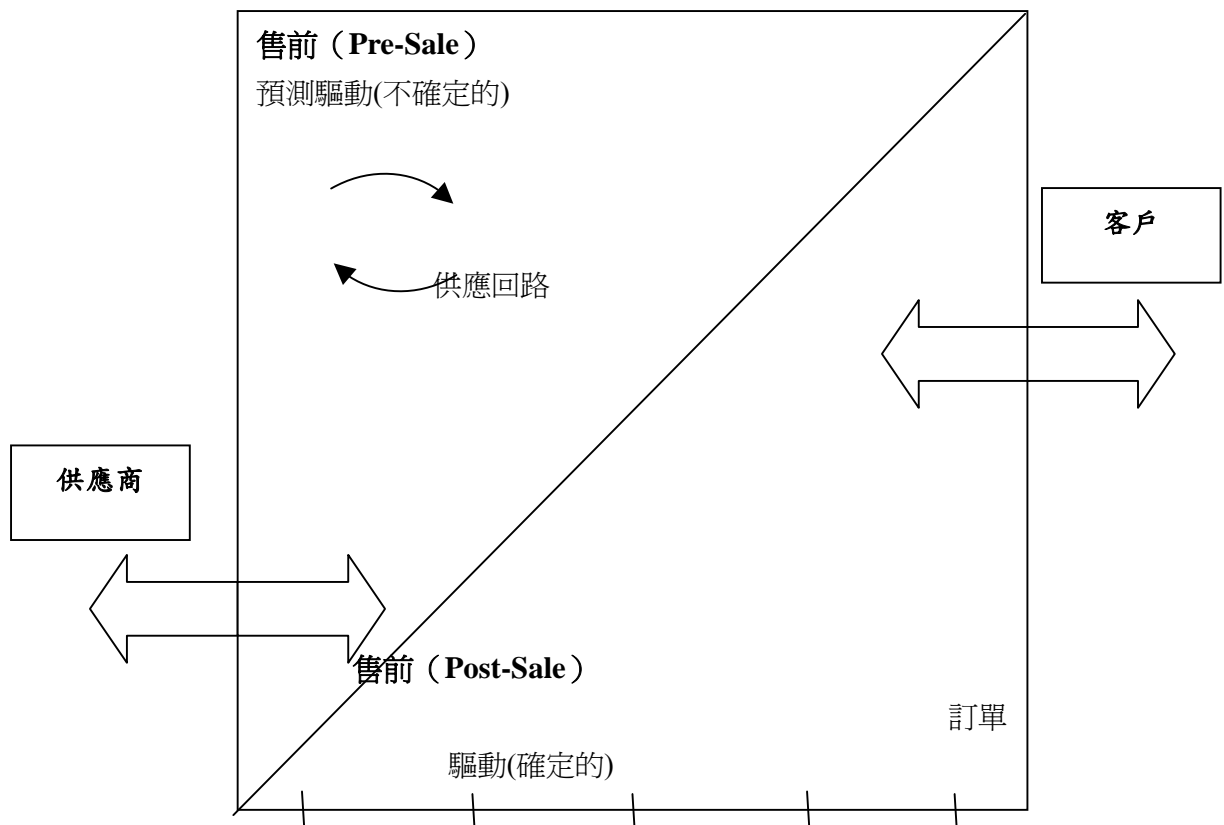 售前（Pre-Sale）
預測驅動(不確定的)
供應回路
客戶
供應商
售前（Post-Sale）
訂單
驅動(確定的)